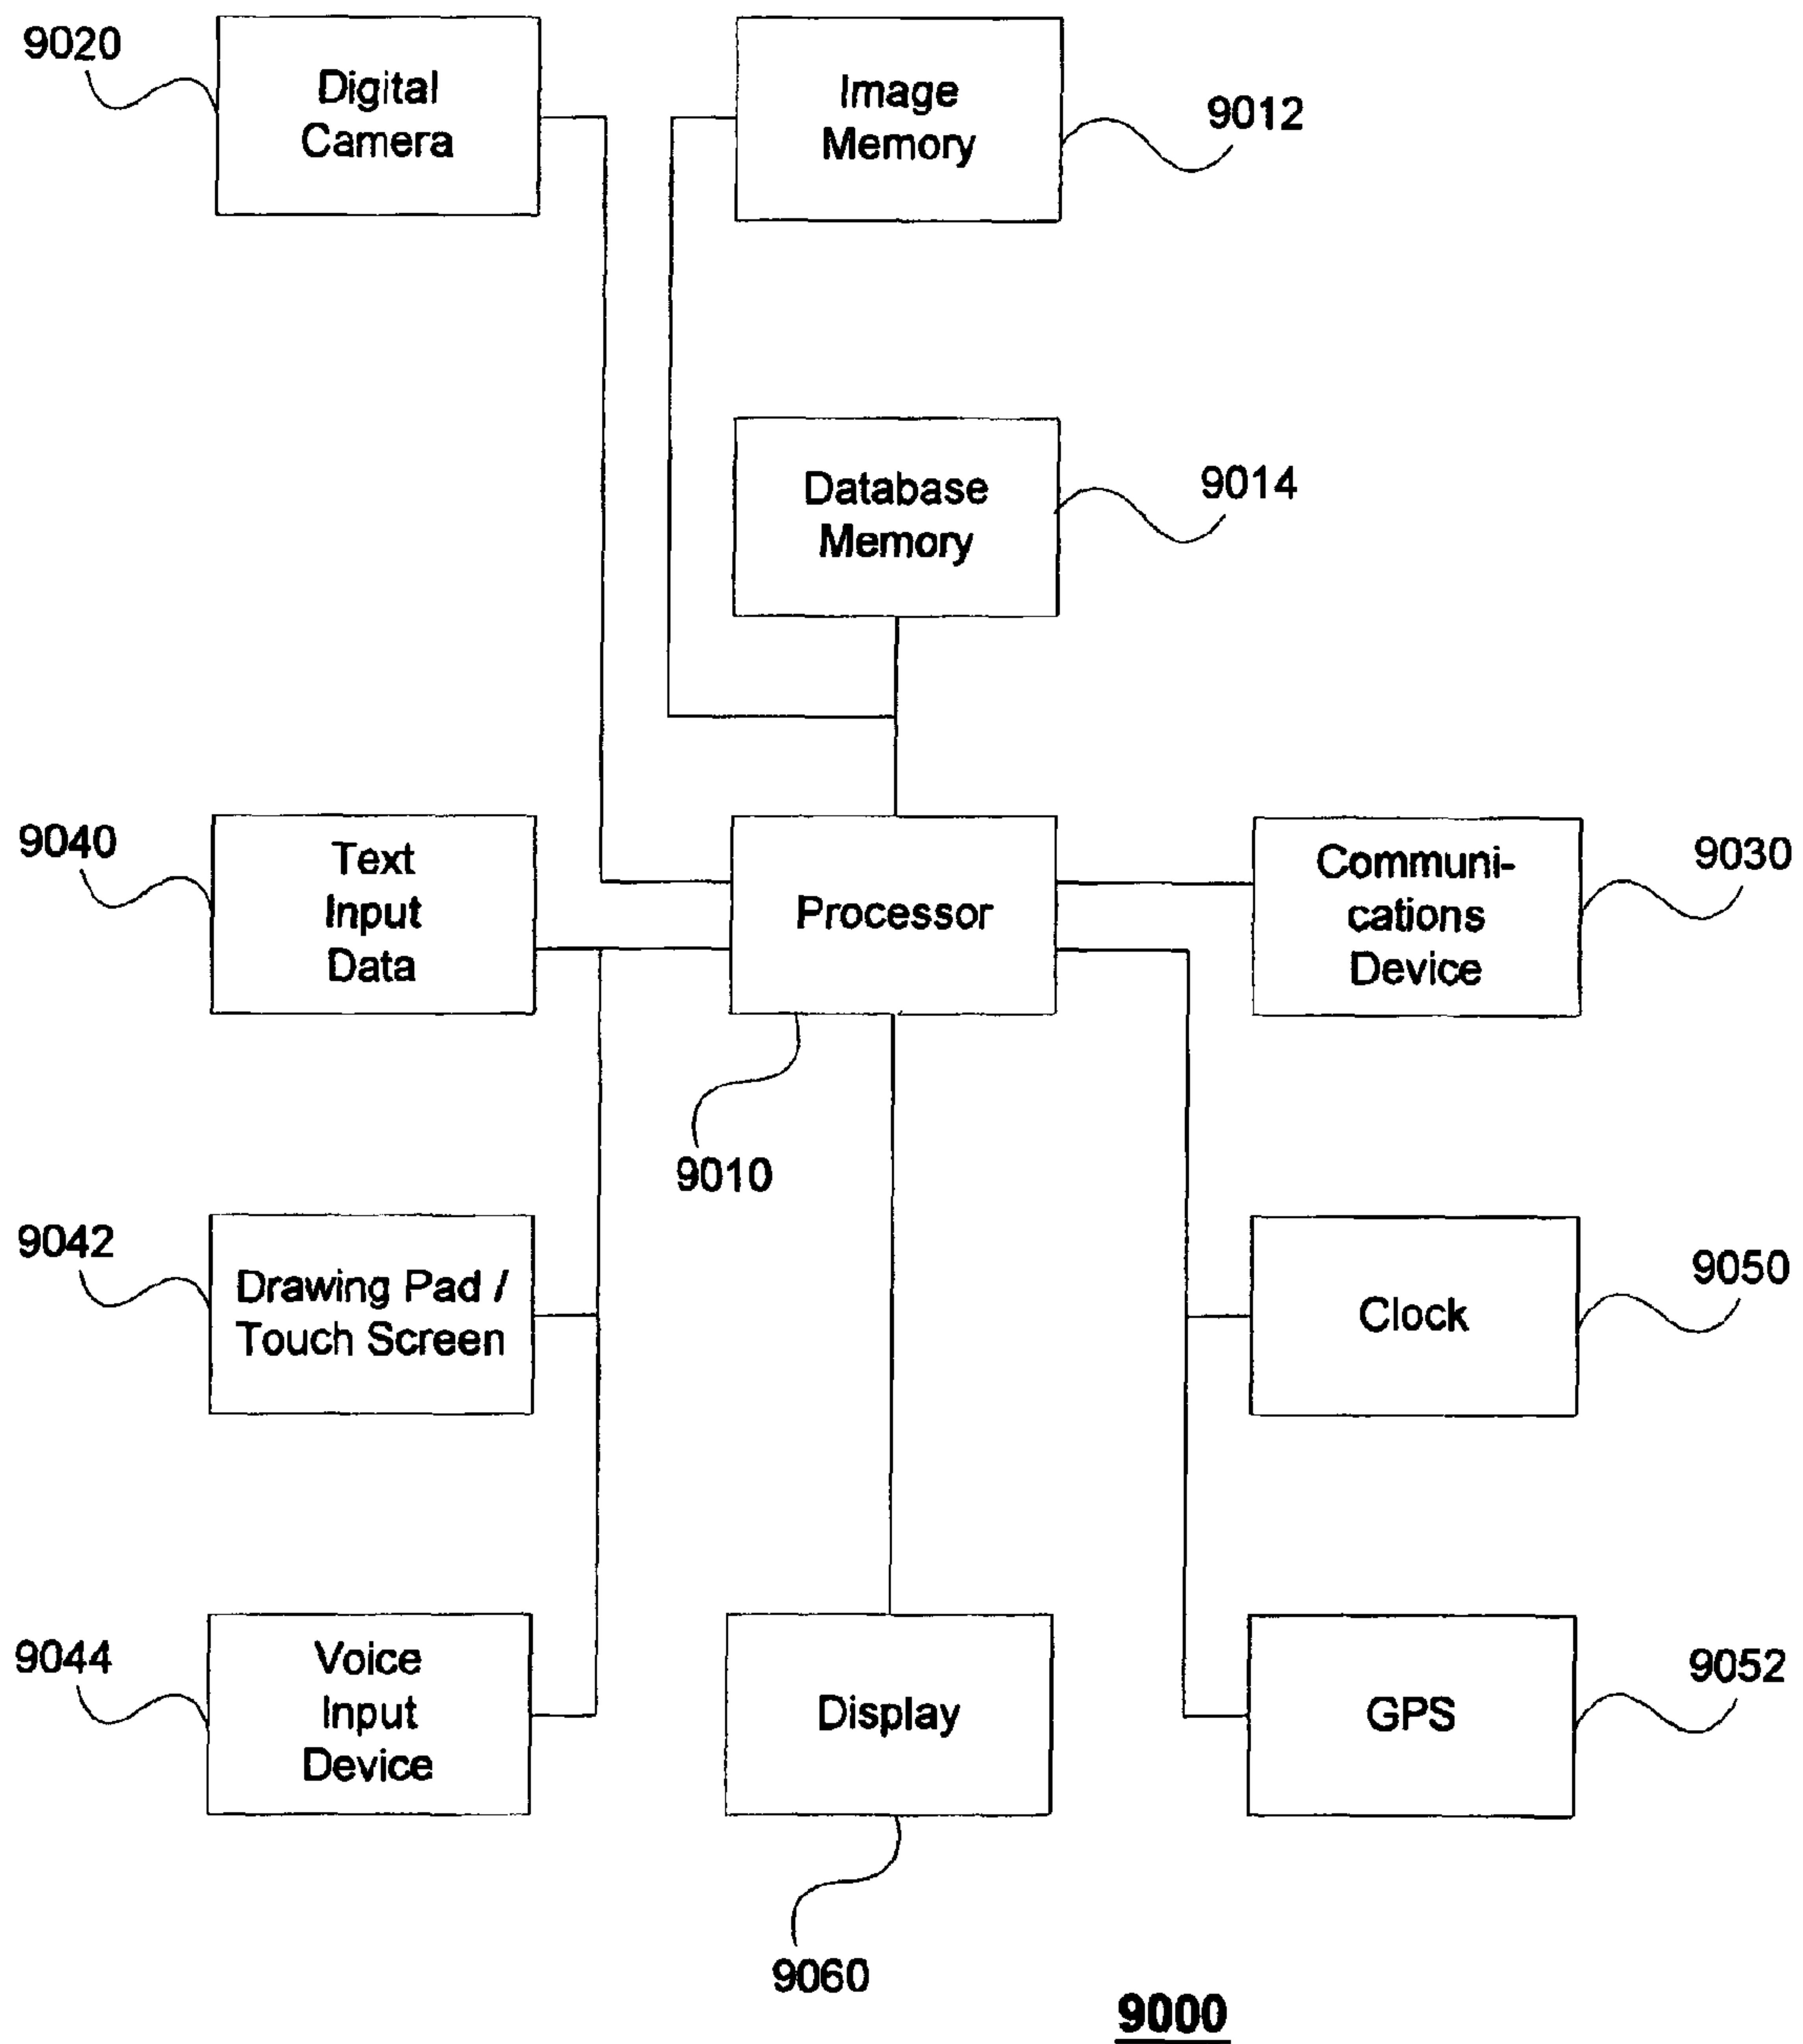 9020
Digital
Camera
Image
Memory
9012
Database
Memory
9014
9040
Text
Input
Data
Processor
Communi-
cations
Device
9030
9010
9042
Drawing Pad /
Touch Screen
Clock
9050
9044
Voice
Input
Device
Display
GPS
9052
9060
9000